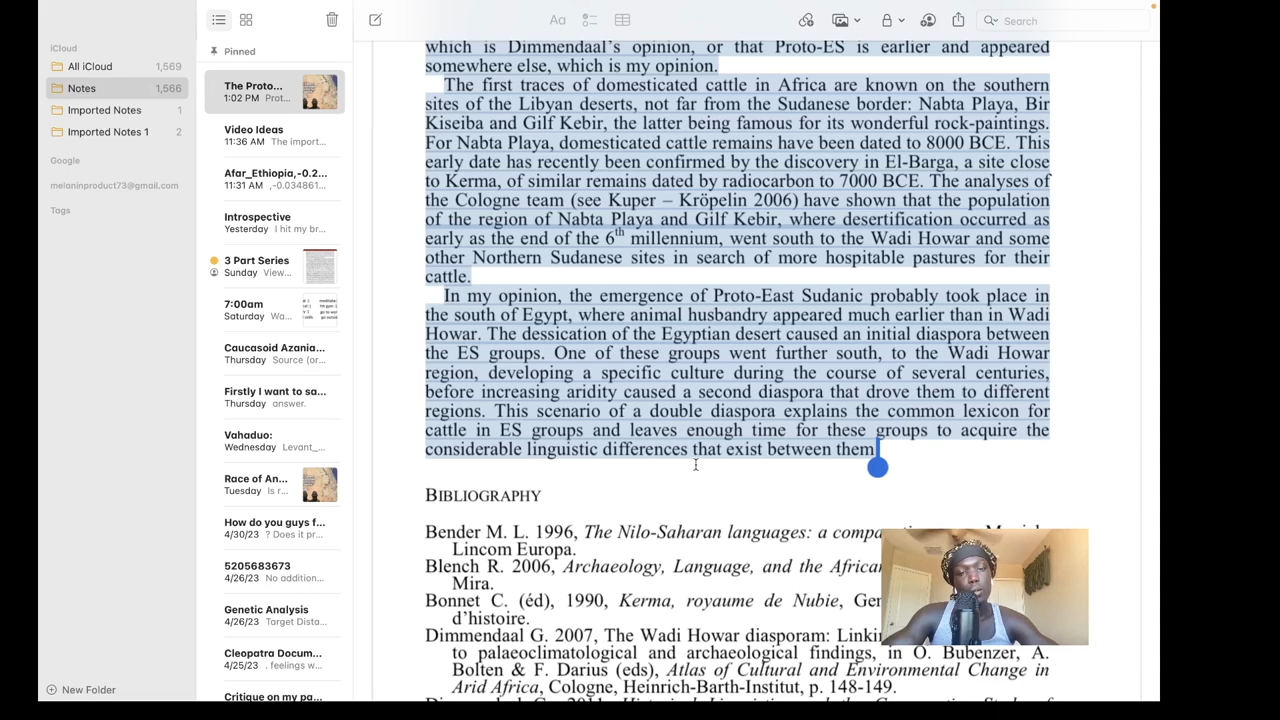 iCloud
All iCloud 1,569
Notes 1,566
Imported Notes 1
Imported Notes 1 2
Google
melaninproduct73@gmail.com
Tags
New Folder
Pinned
The Proto...
1:02 PM Prot...
Video Ideas
11:36 AM The import...
Afar_Ethiopia,-0.2...
11:31 AM ,-0.034861...
Introspective
Yesterday I hit my br...
3 Part Series
Sunday View...
7:00am
Saturday Wa...
Caucasoid Azania...
Thursday Source (or...
Firstly I want to sa...
Thursday answer.
Vahaduo:
Wednesday Levant_...
Race of An...
Tuesday Is r...
How do you guys f...
4/30/23 ? Does it pr...
5205683673
4/26/23 No addition...
Genetic Analysis
4/26/23 Target Dista...
Cleopatra Docum...
4/25/23 . feelings w...
Critique on my pa...
Aa
Search
which is Dimmendaal's opinion, or that Proto-ES is earlier and appeared
somewhere else, which is my opinion.
The first traces of domesticated cattle in Africa are known on the southern
sites of the Libyan deserts, not far from the Sudanese border: Nabta Playa, Bir
Kiseiba and Gilf Kebir, the latter being famous for its wonderful rock-paintings.
For Nabta Playa, domesticated cattle remains have been dated to 8000 BCE. This
early date has recently been confirmed by the discovery in El-Barga, a site close
to Kerma, of similar remains dated by radiocarbon to 7000 BCE. The analyses of
the Cologne team (see Kuper – Kröpelin 2006) have shown that the population
of the region of Nabta Playa and Gilf Kebir, where desertification occurred as
early as the end of the 6th millennium, went south to the Wadi Howar and some
other Northern Sudanese sites in search of more hospitable pastures for their
cattle.
In my opinion, the emergence of Proto-East Sudanic probably took place in
the south of Egypt, where animal husbandry appeared much earlier than in Wadi
Howar. The dessication of the Egyptian desert caused an initial diaspora between
the ES groups. One of these groups went further south, to the Wadi Howar
region, developing a specific culture during the course of several centuries,
before increasing aridity caused a second diaspora that drove them to different
regions. This scenario of a double diaspora explains the common lexicon for
cattle in ES groups and leaves enough time for these groups to acquire the
considerable linguistic differences that exist between them
BIBLIOGRAPHY
Bender M. L. 1996, The Nilo-Saharan languages: a compa
Lincom Europa.
Blench R. 2006, Archaeology, Language, and the African
Mira.
Bonnet C. (éd), 1990, Kerma, royaume de Nubie, Gen
d'histoire.
Dimmendaal G. 2007, The Wadi Howar diasporam: Linki
to palaeoclimatological and archaeological findings, in O. Bubenzer, A.
Bolten & F. Darius (eds), Atlas of Cultural and Environmental Change in
Arid Africa, Cologne, Heinrich-Barth-Institut, p. 148-149.